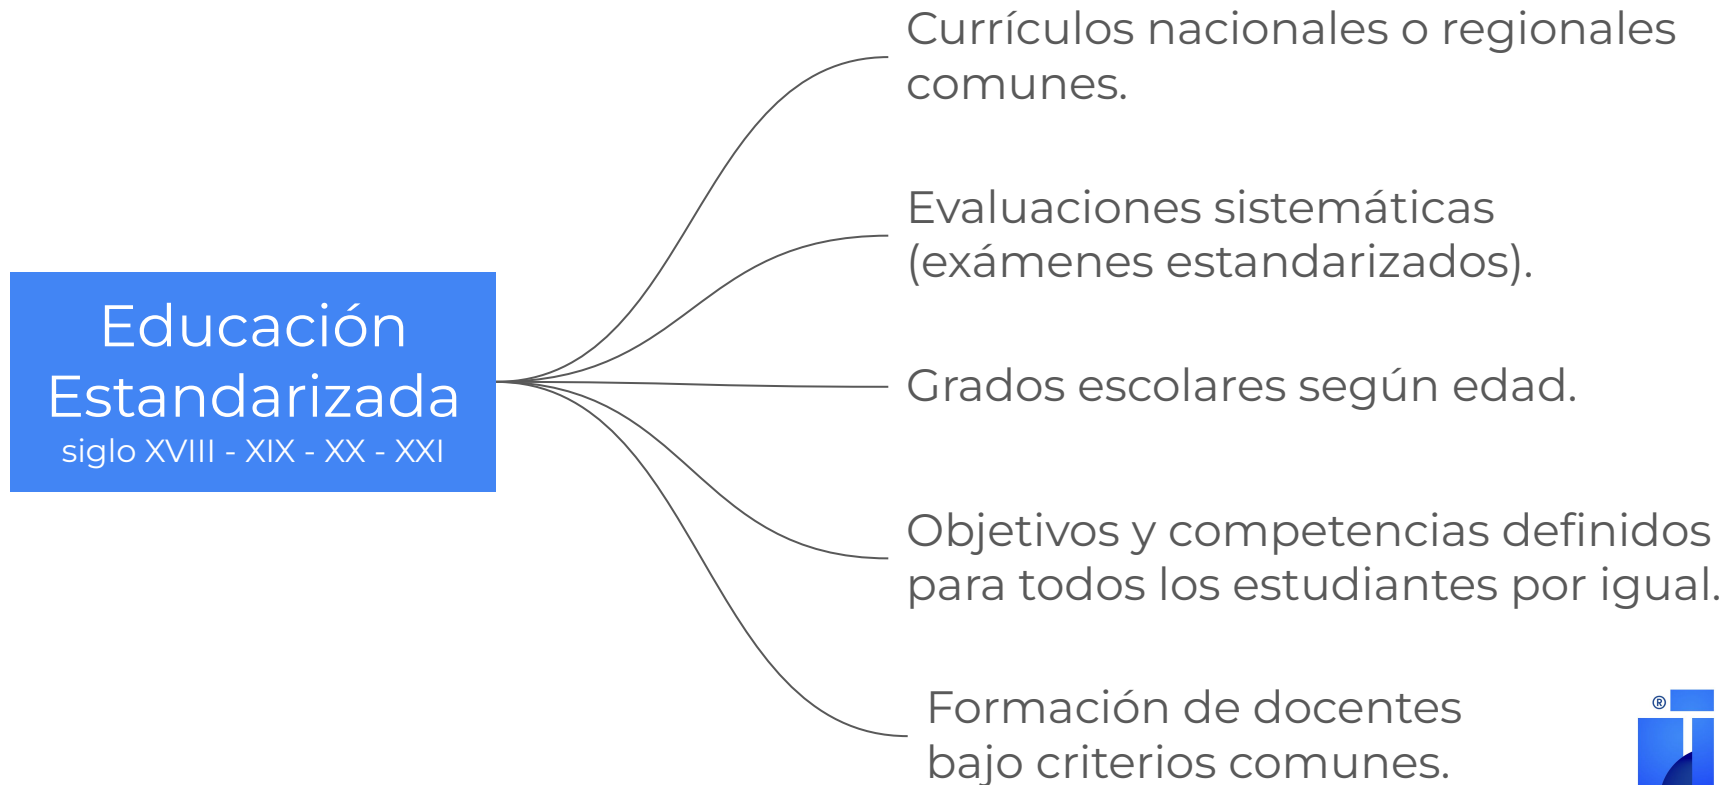 Educación
Estandarizada
siglo XVIII - XIX - XX - XXI
Currículos nacionales o regionales
comunes.
Evaluaciones sistemáticas
(exámenes estandarizados).
Grados escolares según edad.
Objetivos y competencias definidos
para todos los estudiantes por igual.
Formación de docentes
bajo criterios comunes.
®